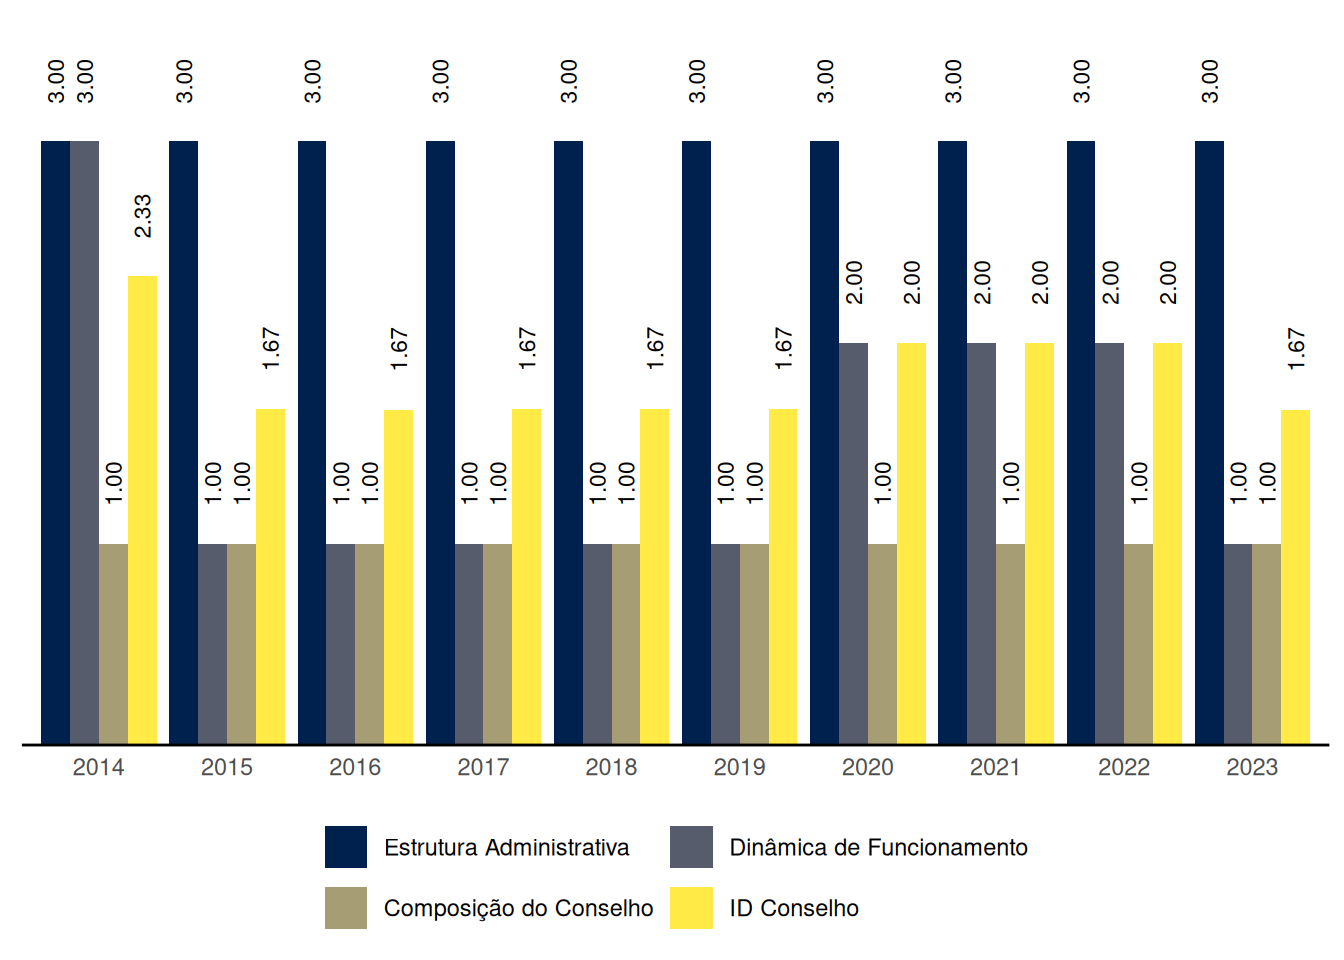 3.00 3.00 3.00 3.00 3.00 3.00 3.00 3.00 3.00 3.00 3.00
2.33
2.00 2.00 2.00 2.00 2.00 2.00
1.67 1.67 1.67 1.67 1.67 1.67
1.00 1.00 1.00 1.00 1.00 1.00 1.00 1.00 1.00 1.00 1.00 1.00 1.00 1.00 1.00 1.00
2014 2015 2016 2017 2018 2019 2020 2021 2022 2023
Estrutura Administrativa Dinâmica de Funcionamento
Composição do Conselho ID Conselho